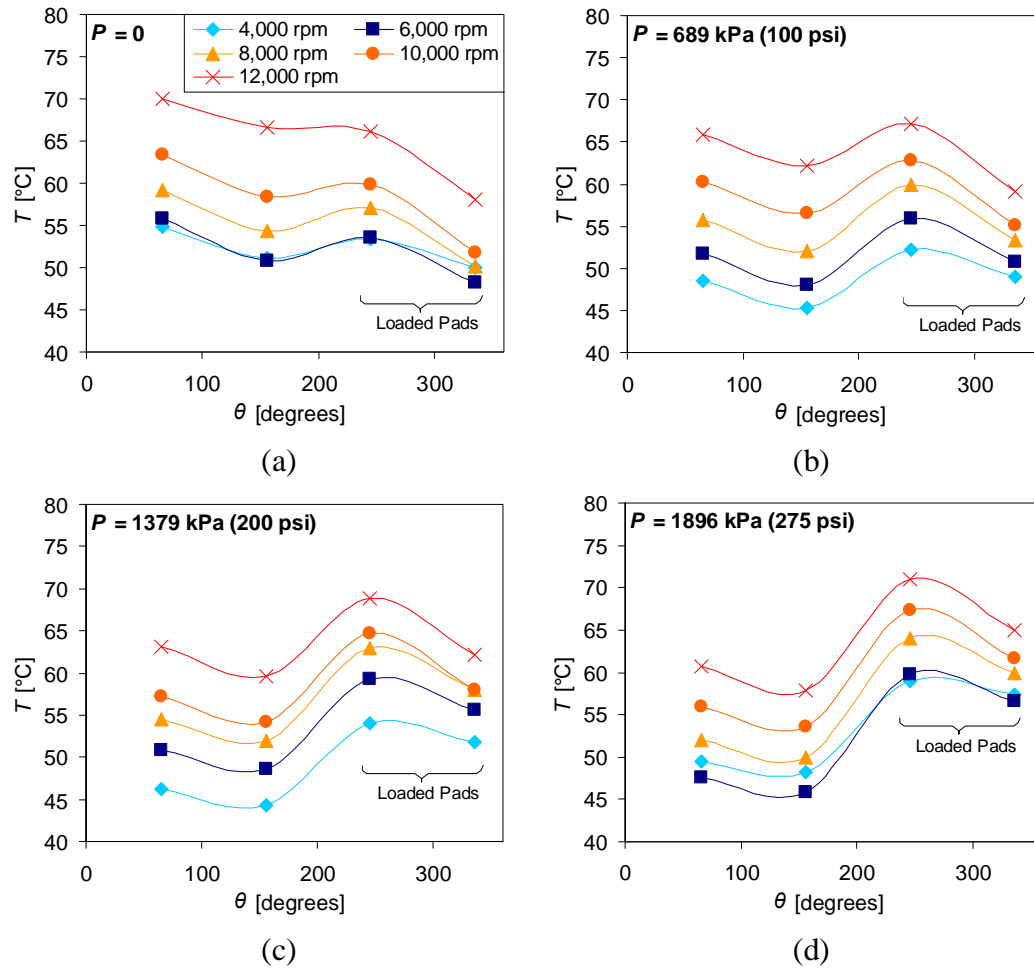 P = 0
4,000 rpm
6,000 rpm
8,000 rpm
10,000 rpm
12,000 rpm
80
75
70
65
60
55
50
45
40
T [°C]
Loaded Pads
0
100
200
300
θ [degrees]
(a)
P = 689 kPa (100 psi)
80
75
70
65
60
55
50
45
40
T [°C]
Loaded Pads
0
100
200
300
θ [degrees]
(b)
P = 1379 kPa (200 psi)
80
75
70
65
60
55
50
45
40
T [°C]
Loaded Pads
0
100
200
300
θ [degrees]
(c)
P = 1896 kPa (275 psi)
80
75
70
65
60
55
50
45
40
T [°C]
Loaded Pads
0
100
200
300
θ [degrees]
(d)